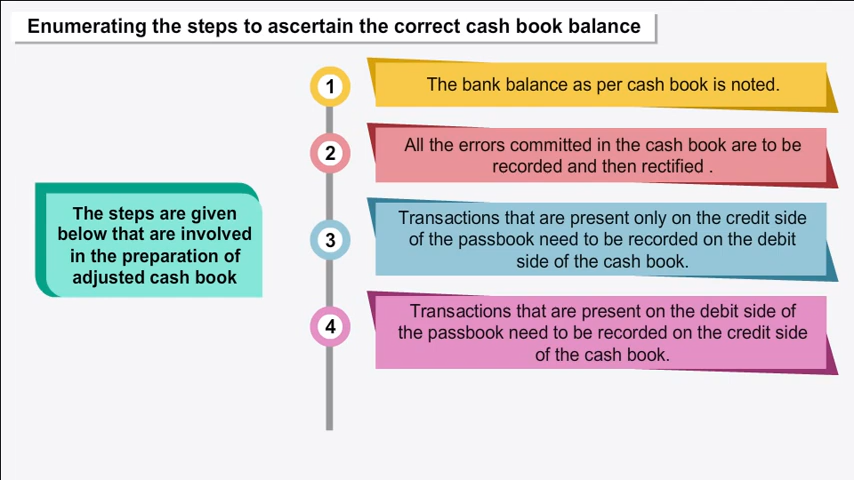 Enumerating the steps to ascertain the correct cash book balance
The steps are given
below that are involved
in the preparation of
adjusted cash book
1
The bank balance as per cash book is noted.
2
All the errors committed in the cash book are to be
recorded and then rectified .
3
Transactions that are present only on the credit side
of the passbook need to be recorded on the debit
side of the cash book.
4
Transactions that are present on the debit side of
the passbook need to be recorded on the credit side
of the cash book.